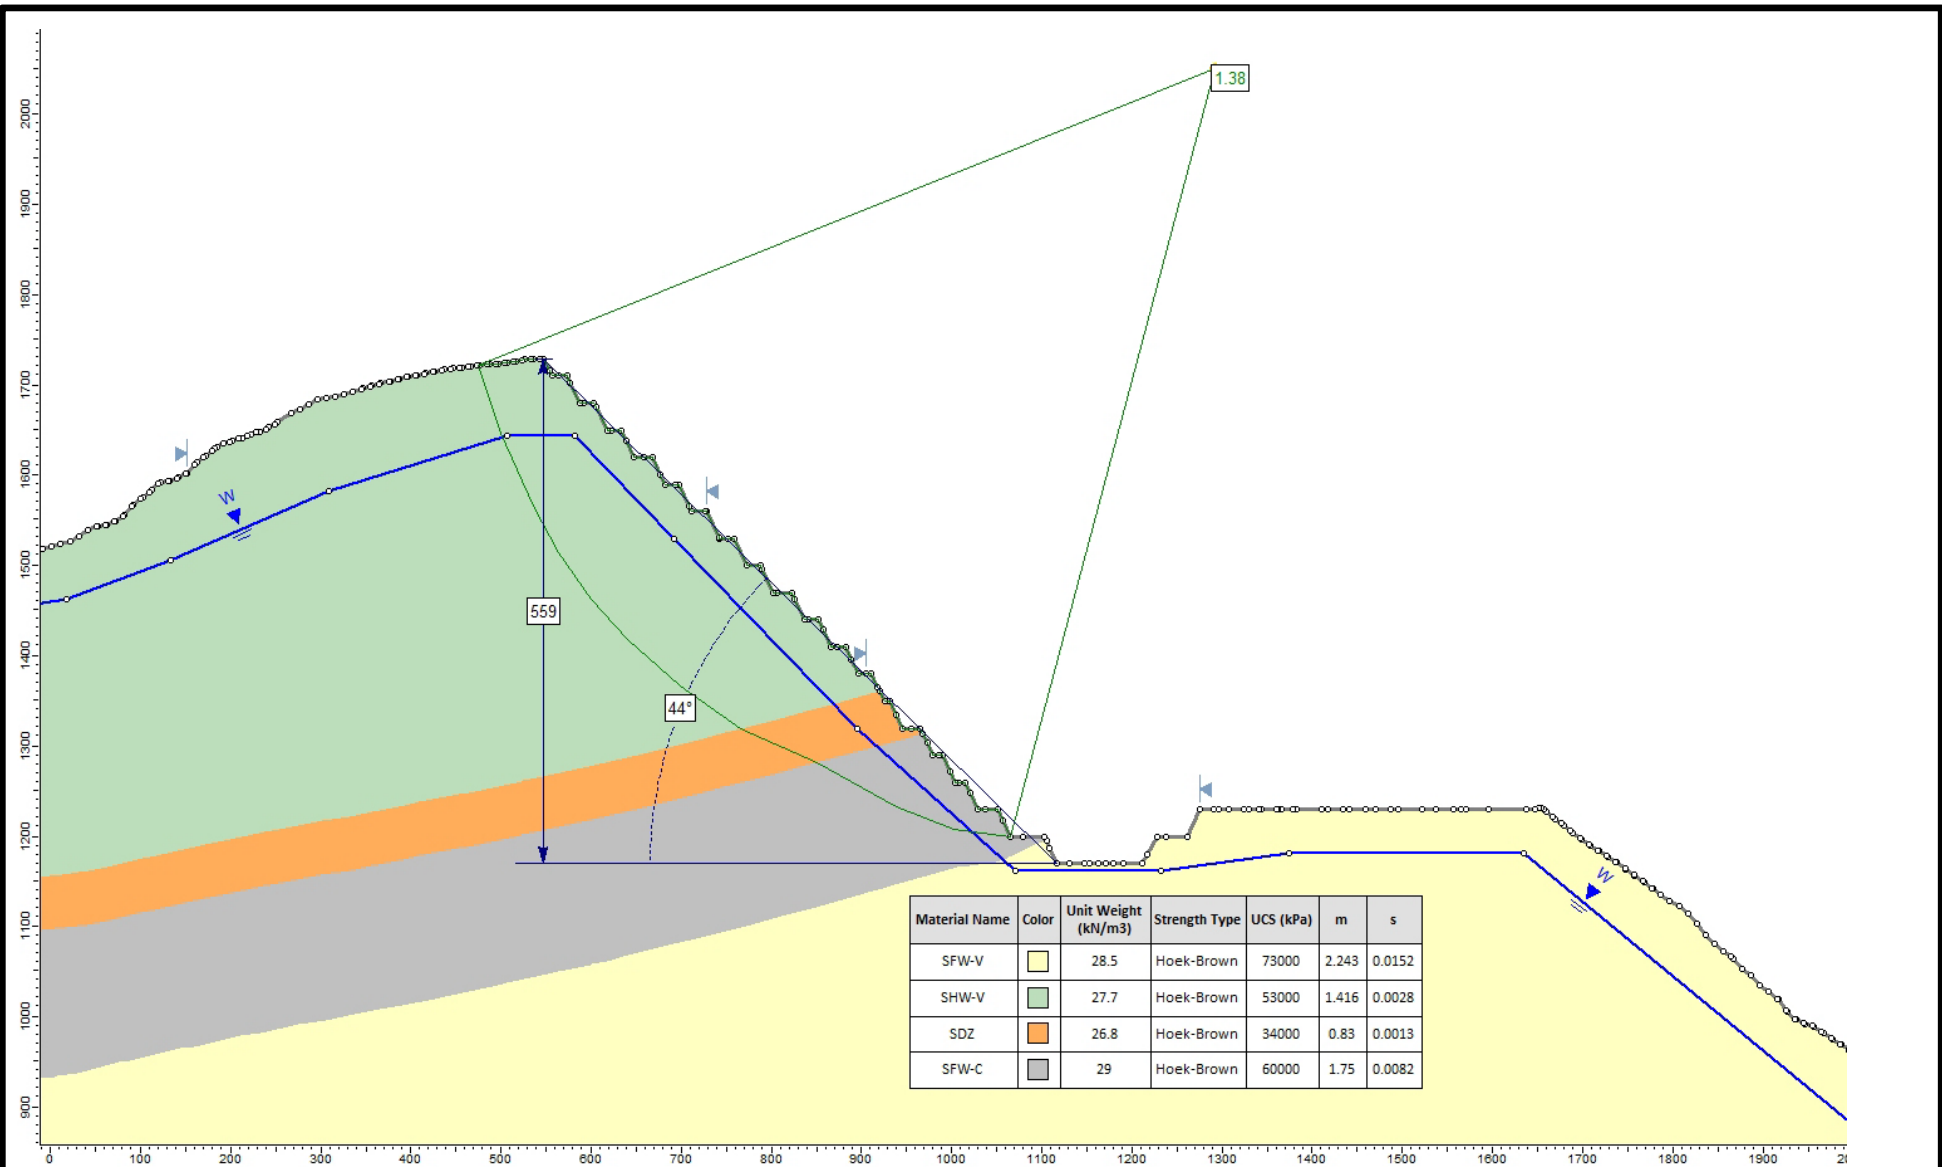 1.38
2000
1900
1800
1700
1600
1500
1400
1300
1200
1100
1000
900
W
559
44°
W
Material Name Color Unit Weight (kN/m3) Strength Type UCS (kPa) m s
SFW-V 28.5 Hoek-Brown 73000 2.243 0.0152
SHW-V 27.7 Hoek-Brown 53000 1.416 0.0028
SDZ 26.8 Hoek-Brown 34000 0.83 0.0013
SFW-C 29 Hoek-Brown 60000 1.75 0.0082
0 100 200 300 400 500 600 700 800 900 1000 1100 1200 1300 1400 1500 1600 1700 1800 1900